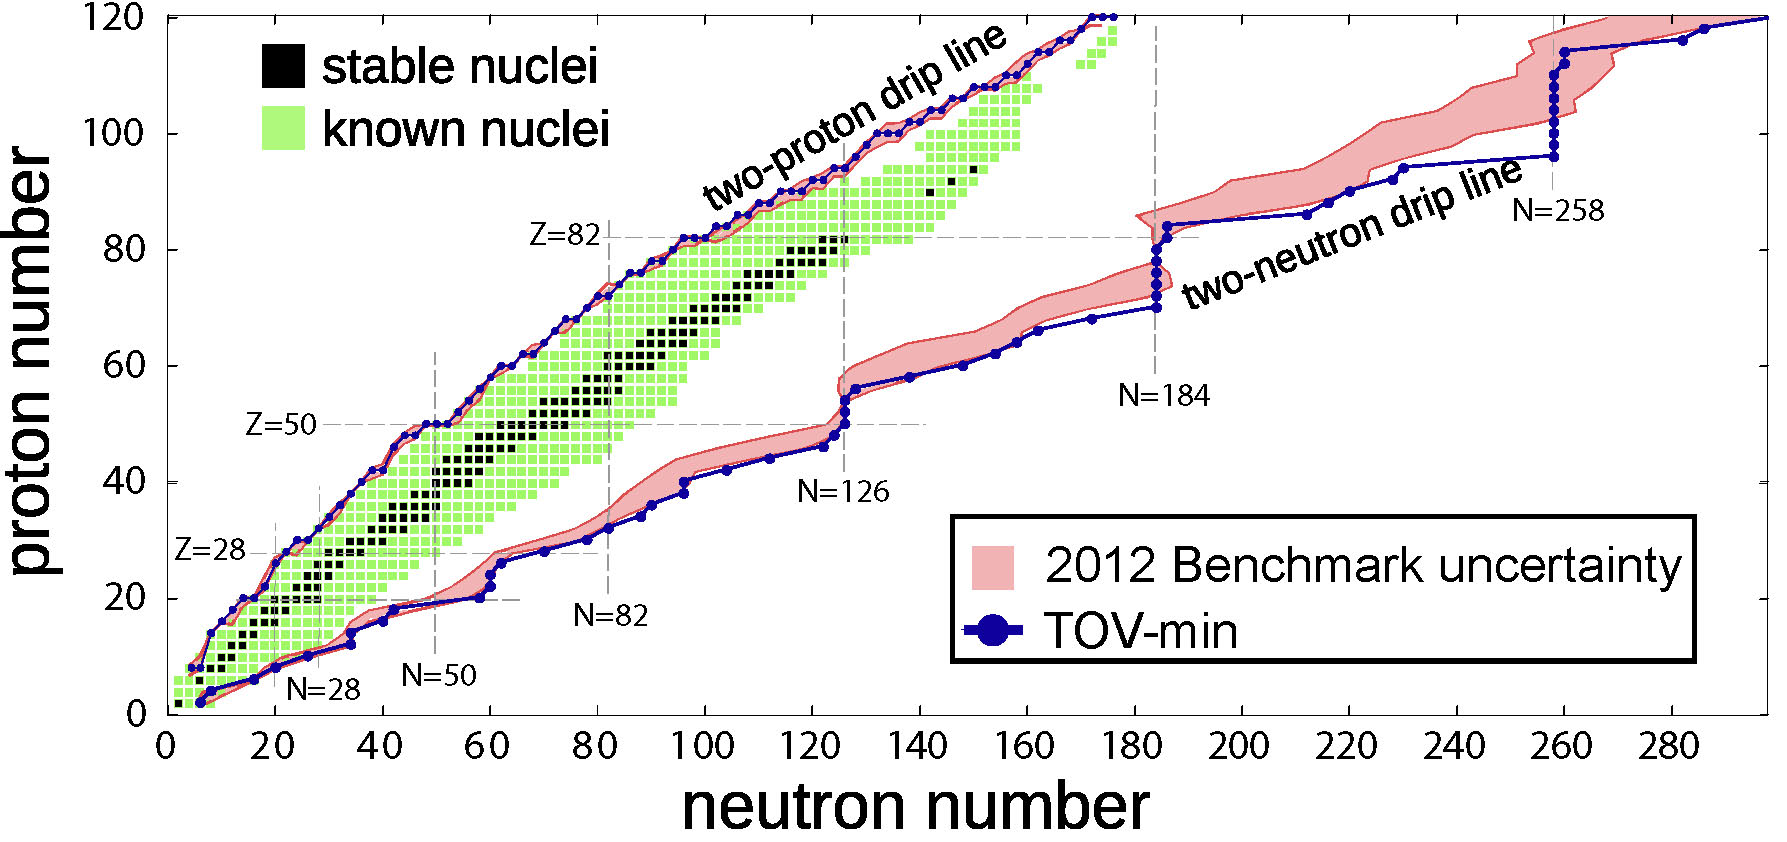 120
100
80
60
40
20
0
proton number
stable nuclei
known nuclei
two-proton drip line
two-neutron drip line
Z=82
Z=50
Z=28
N=258
N=184
N=126
N=82
N=50
N=28
2012 Benchmark uncertainty
TOV-min
0 20 40 60 80 100 120 140 160 180 200 220 240 260 280
neutron number